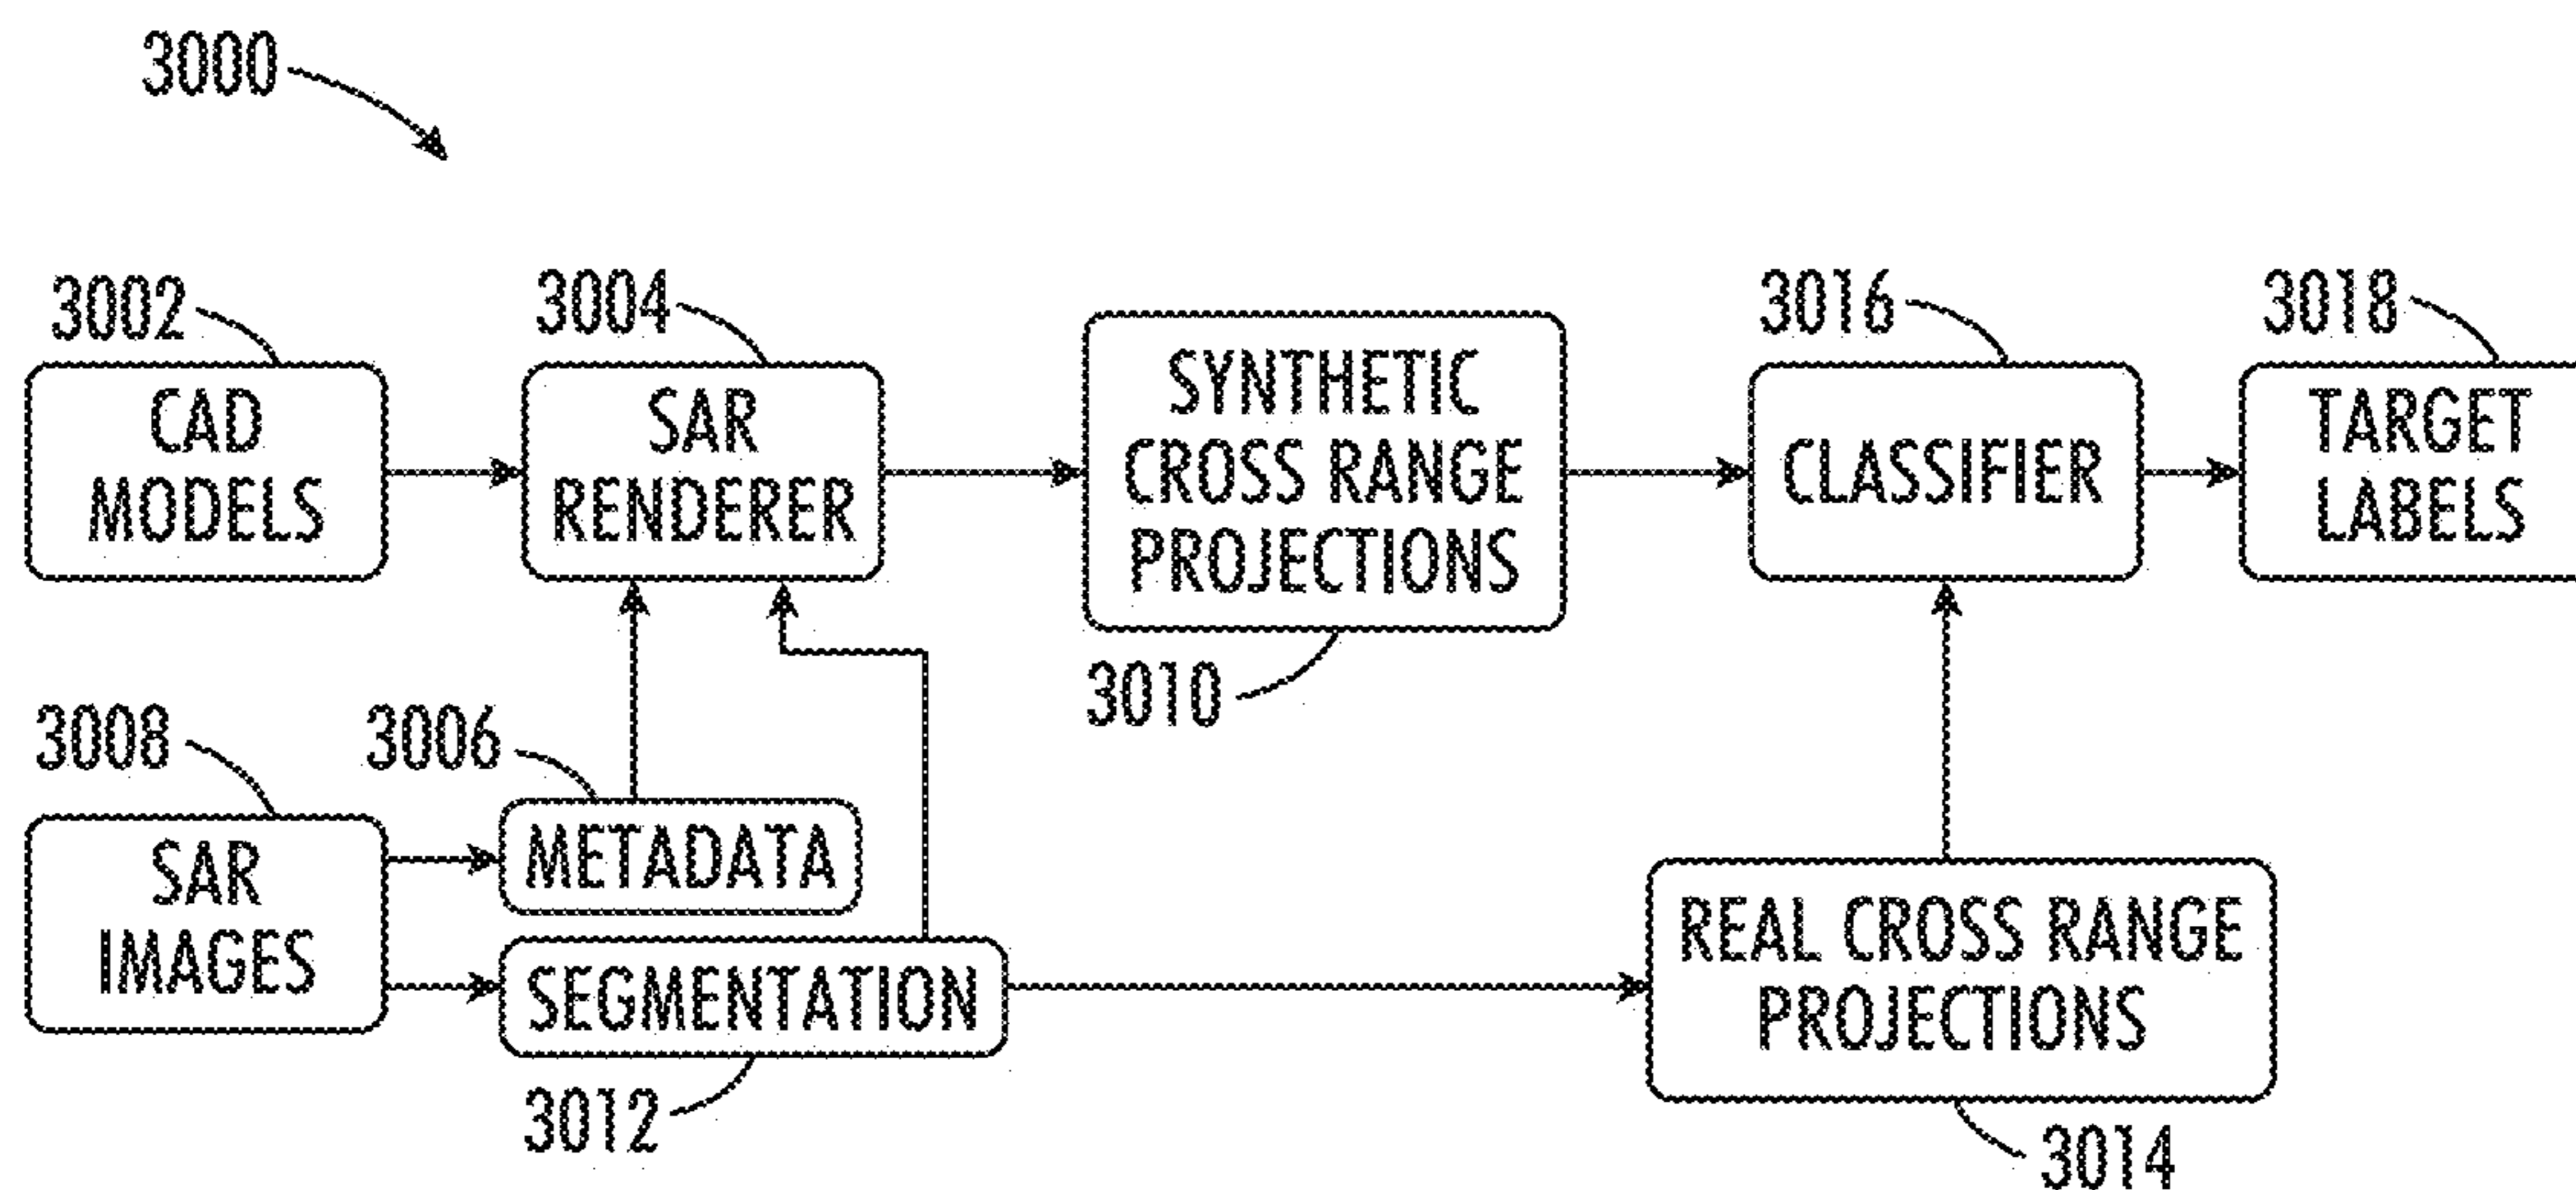 3000
3002
CAD
MODELS
3004
SAR
RENDERER
SYNTHETIC
CROSS RANGE
PROJECTIONS
3010
3016
CLASSIFIER
3018
TARGET
LABELS
3008
SAR
IMAGES
3006
METADATA
SEGMENTATION
3012
REAL CROSS RANGE
PROJECTIONS
3014